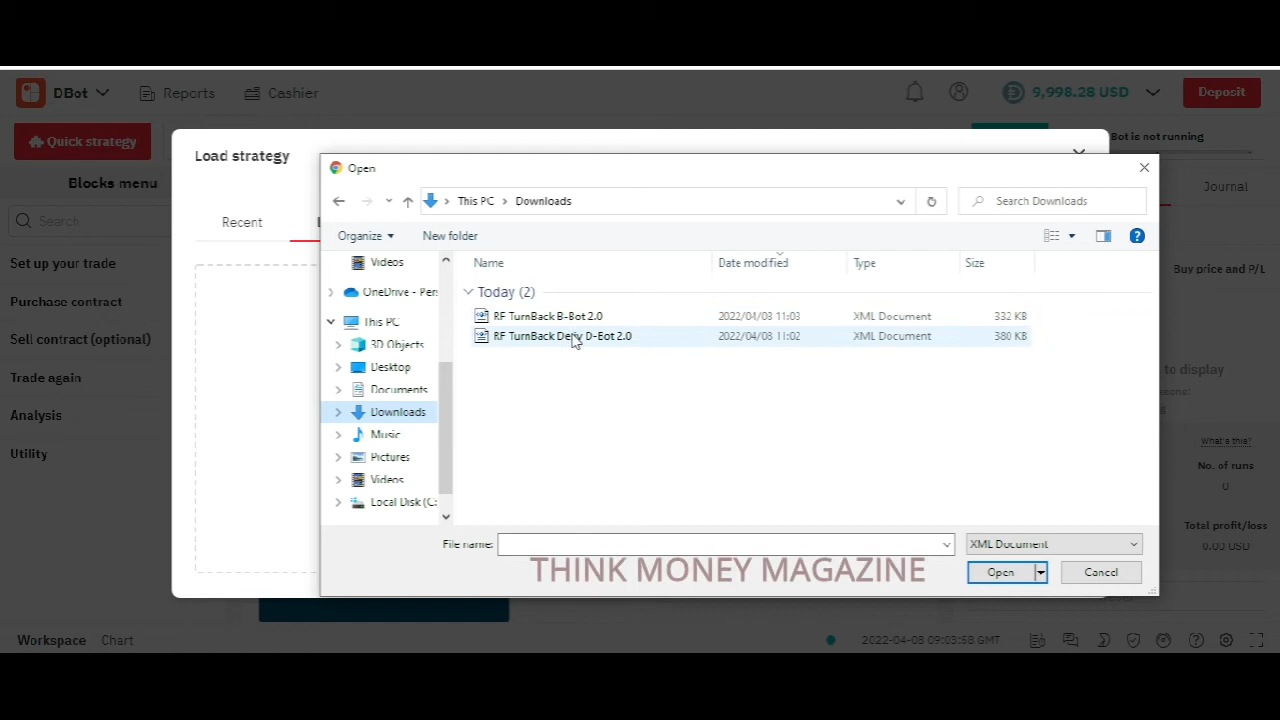 DBot
Reports
Cashier
9,998.28 USD
Deposit
Quick strategy
Load strategy
Bot is not running
Open
Blocks menu
This PC > Downloads
Search Downloads
Journal
Search
Recent
Organize
New folder
Set up your trade
Videos
Name
Date modified
Type
Size
Buy price and P/L
OneDrive - Pers
Today (2)
Purchase contract
This PC
RF TurnBack B-Bot 2.0
2022/04/08 11:03
XML Document
332 KB
Sell contract (optional)
3D Objects
RF TurnBack Deriv D-Bot 2.0
2022/04/08 11:02
XML Document
380 KB
Trade again
Desktop
to display
Documents
Analysis
Downloads
Music
What's this?
Utility
Pictures
No. of runs
0
Videos
Local Disk (C:
Total profit/loss
0.00 USD
File name:
XML Document
THINK MONEY MAGAZINE
Open
Cancel
Workspace
Chart
2022-04-08 09:03:58 GMT